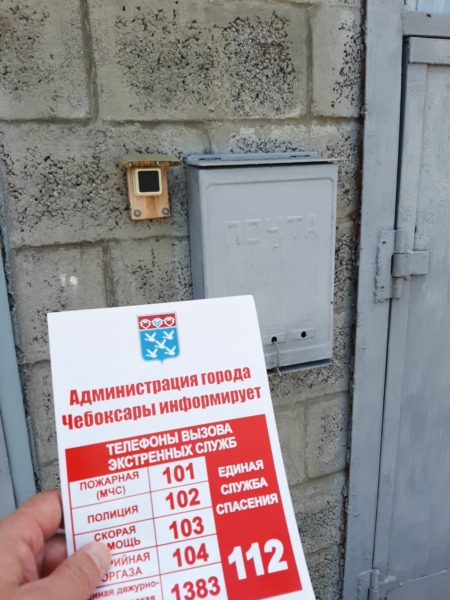 ПОЧТА
Администрация города
Чебоксары информирует
ТЕЛЕФОНЫ ВЫЗОВА
ЭКСТРЕННЫХ СЛУЖБ
ПОЖАРНАЯ
(МЧС)
101
ПОЛИЦИЯ
102
СКОРАЯ
103
104
1383
ЕДИНАЯ
СЛУЖБА
СПАСЕНИЯ
112